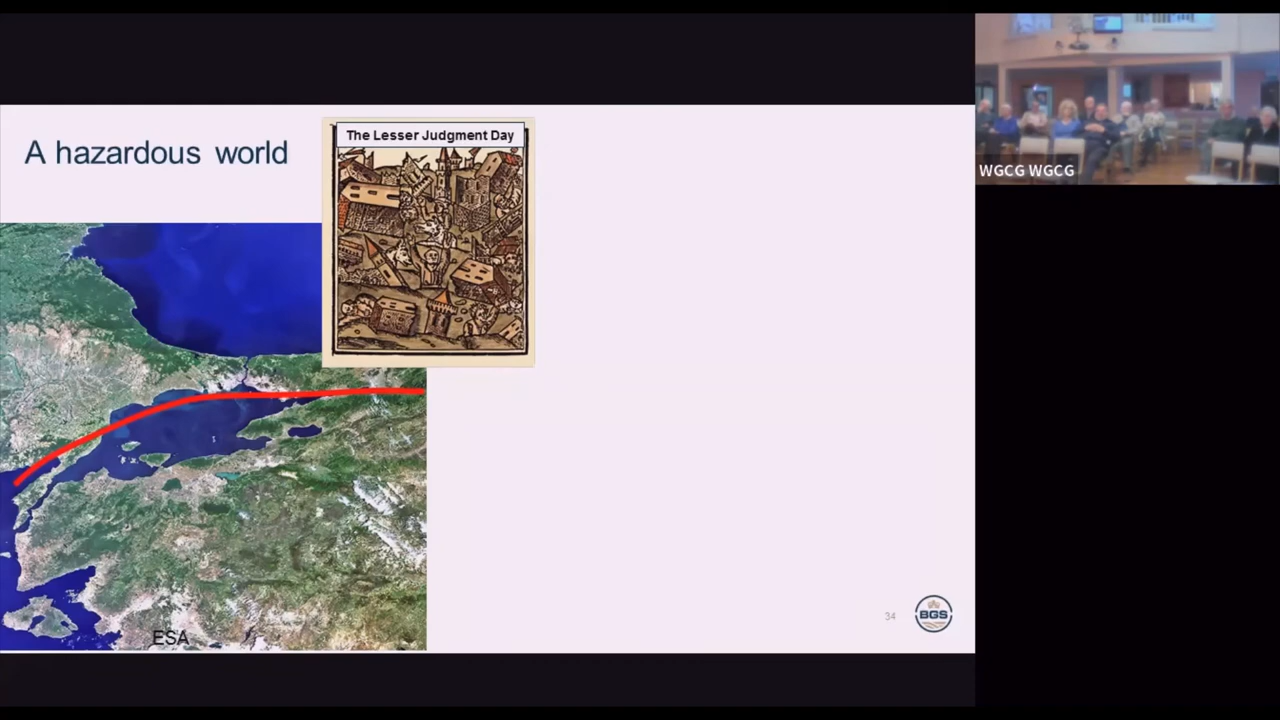 A hazardous world
The Lesser Judgment Day
WGCG WGCG
ESA
34
BGS